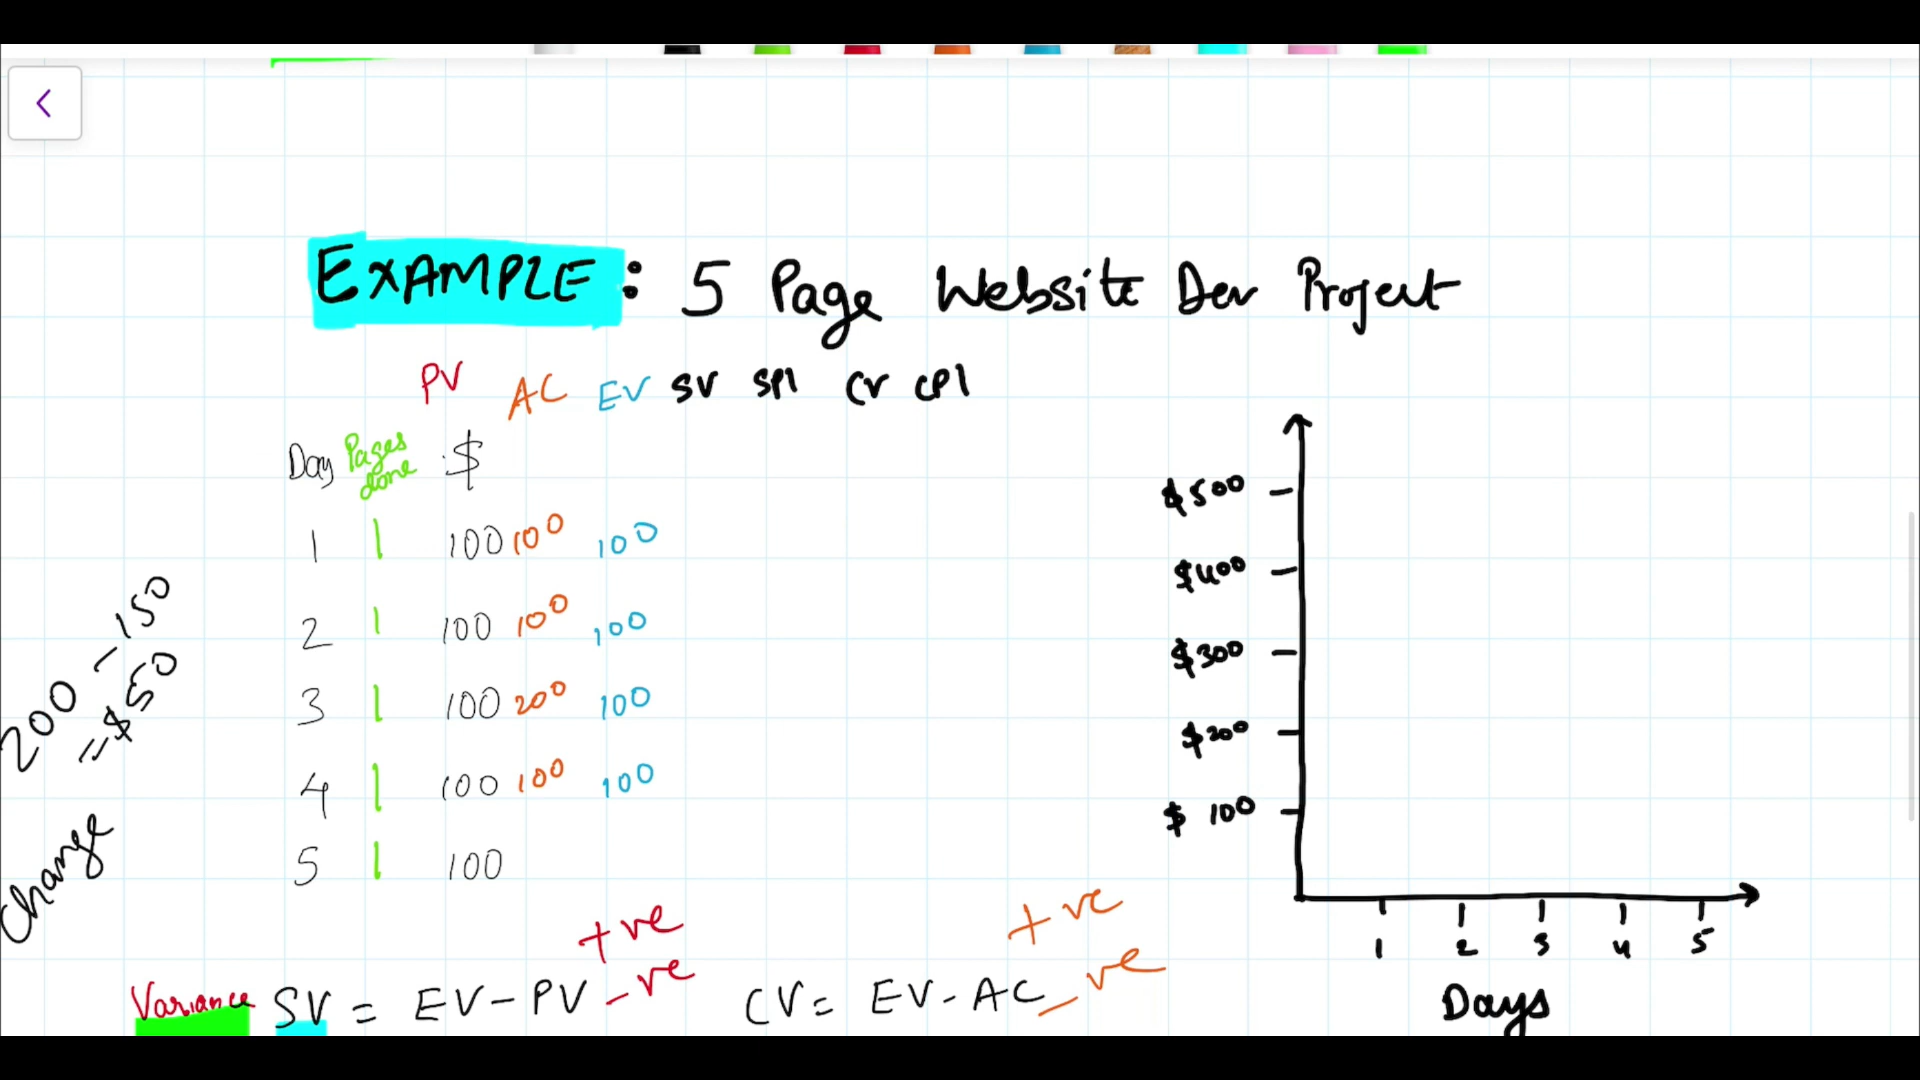 EXAMPLE : 5 Page Website Dev Project
PV AC EV SV SPI CV CPI
Day Pages done $
1 1 100 100 100
2 1 100 100 100
3 1 100 200 100
4 1 100 100 100
5 1 100
200 - 150
= $50
Change
$500
$400
$300
$200
$100
1 2 3 4 5
Days
+ve
-ve
Variance SV = EV - PV
+ve
-ve
CV = EV - AC